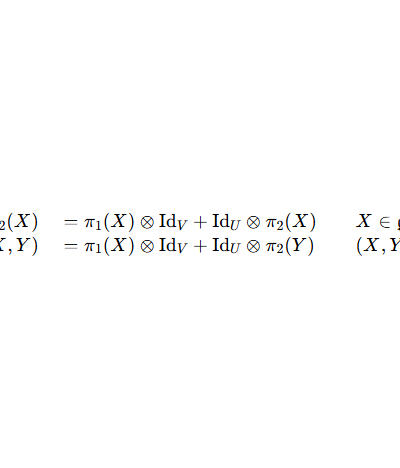 ₂(X) = π₁(X) ⊗ Id_V + Id_U ⊗ π₂(X) X ∈
, Y) = π₁(X) ⊗ Id_V + Id_U ⊗ π₂(Y) (X, Y